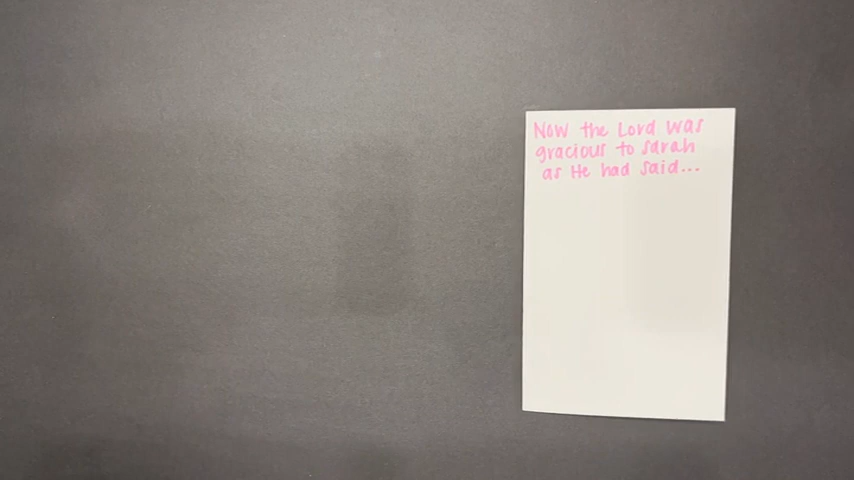 Now the Lord was
gracious to sarah
as He had said...